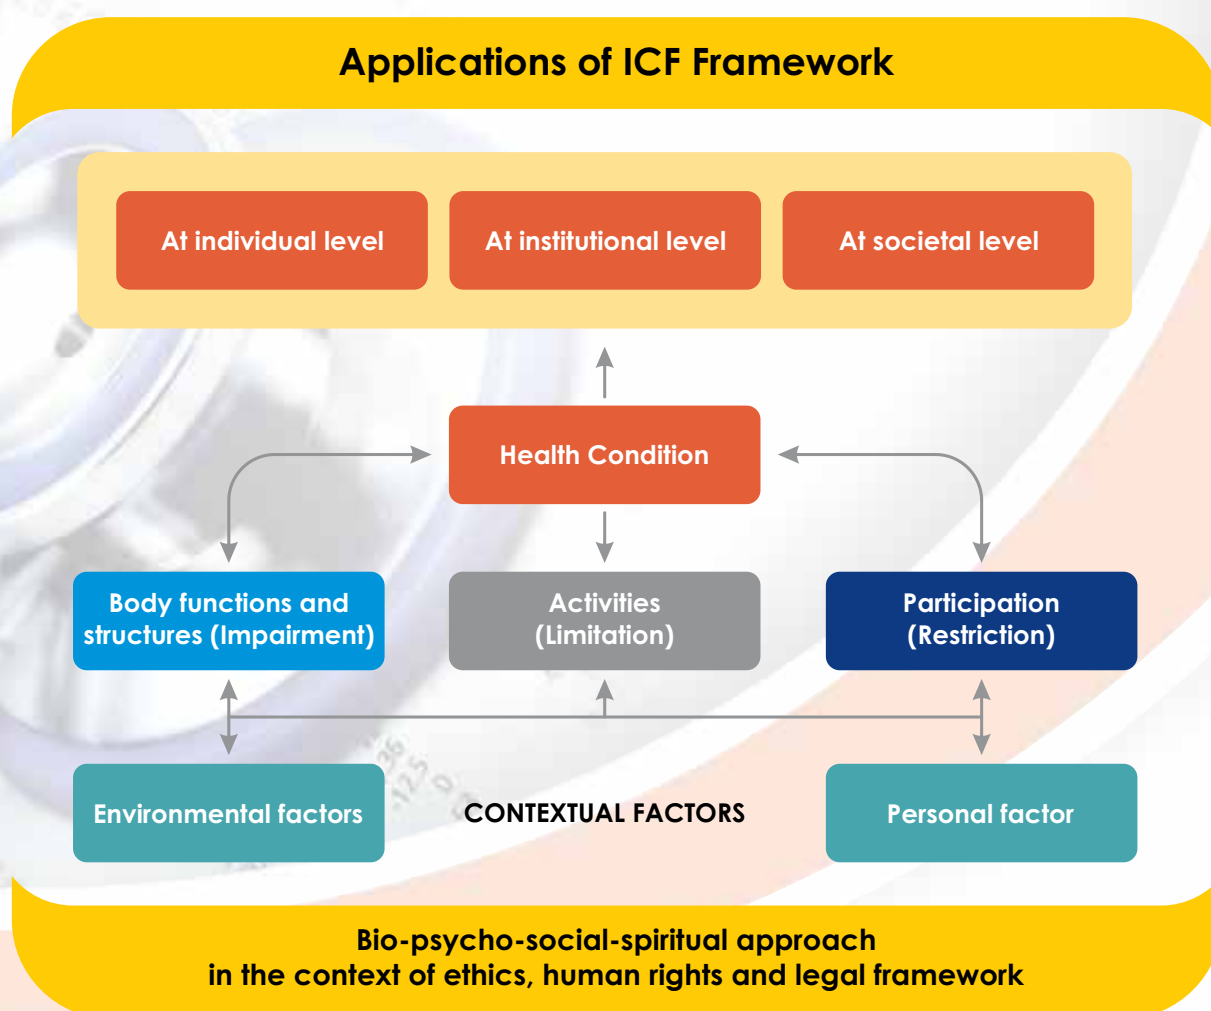 Applications of ICF Framework
At individual level
At institutional level
At societal level
Health Condition
Body functions and
structures (Impairment)
Activities
(Limitation)
Participation
(Restriction)
Environmental factors
CONTEXTUAL FACTORS
Personal factor
Bio-psycho-social-spiritual approach
in the context of ethics, human rights and legal framework